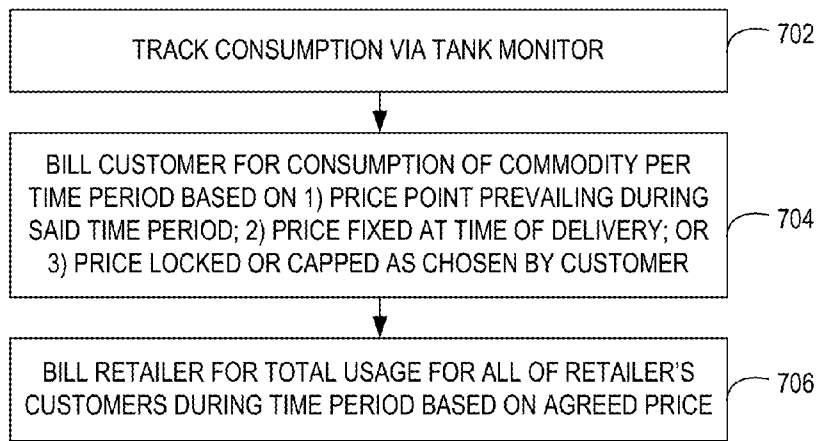 TRACK CONSUMPTION VIA TANK MONITOR
702
BILL CUSTOMER FOR CONSUMPTION OF COMMODITY PER
TIME PERIOD BASED ON 1) PRICE POINT PREVAILING DURING
SAID TIME PERIOD; 2) PRICE FIXED AT TIME OF DELIVERY; OR
3) PRICE LOCKED OR CAPPED AS CHOSEN BY CUSTOMER
704
BILL RETAILER FOR TOTAL USAGE FOR ALL OF RETAILER'S
CUSTOMERS DURING TIME PERIOD BASED ON AGREED PRICE
706